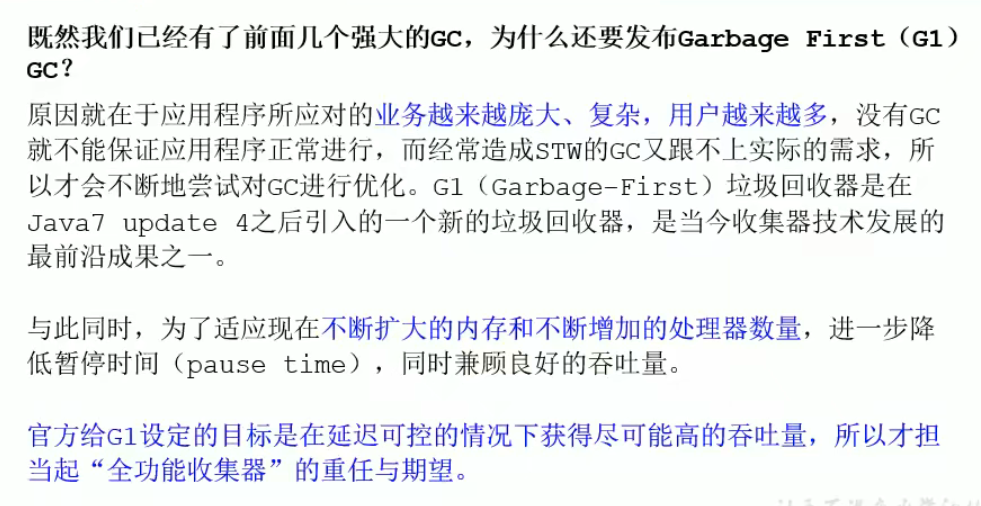 既然我们已经有了前面几个强大的GC，为什么还要发布Garbage First（G1）
GC？
原因就在于应用程序所应对的业务越来越庞大、复杂，用户越来越多，没有GC
就不能保证应用程序正常进行，而经常造成STW的GC又跟不上实际的需求，所
以才会不断地尝试对GC进行优化。G1（Garbage-First）垃圾回收器是在
Java7 update 4之后引入的一个新的垃圾回收器，是当今收集器技术发展的
最前沿成果之一。
与此同时，为了适应现在不断扩大的内存和不断增加的处理器数量，进一步降
低暂停时间（pause time），同时兼顾良好的吞吐量。
官方给G1设定的目标是在延迟可控的情况下获得尽可能高的吞吐量，所以才担
当起“全功能收集器”的重任与期望。